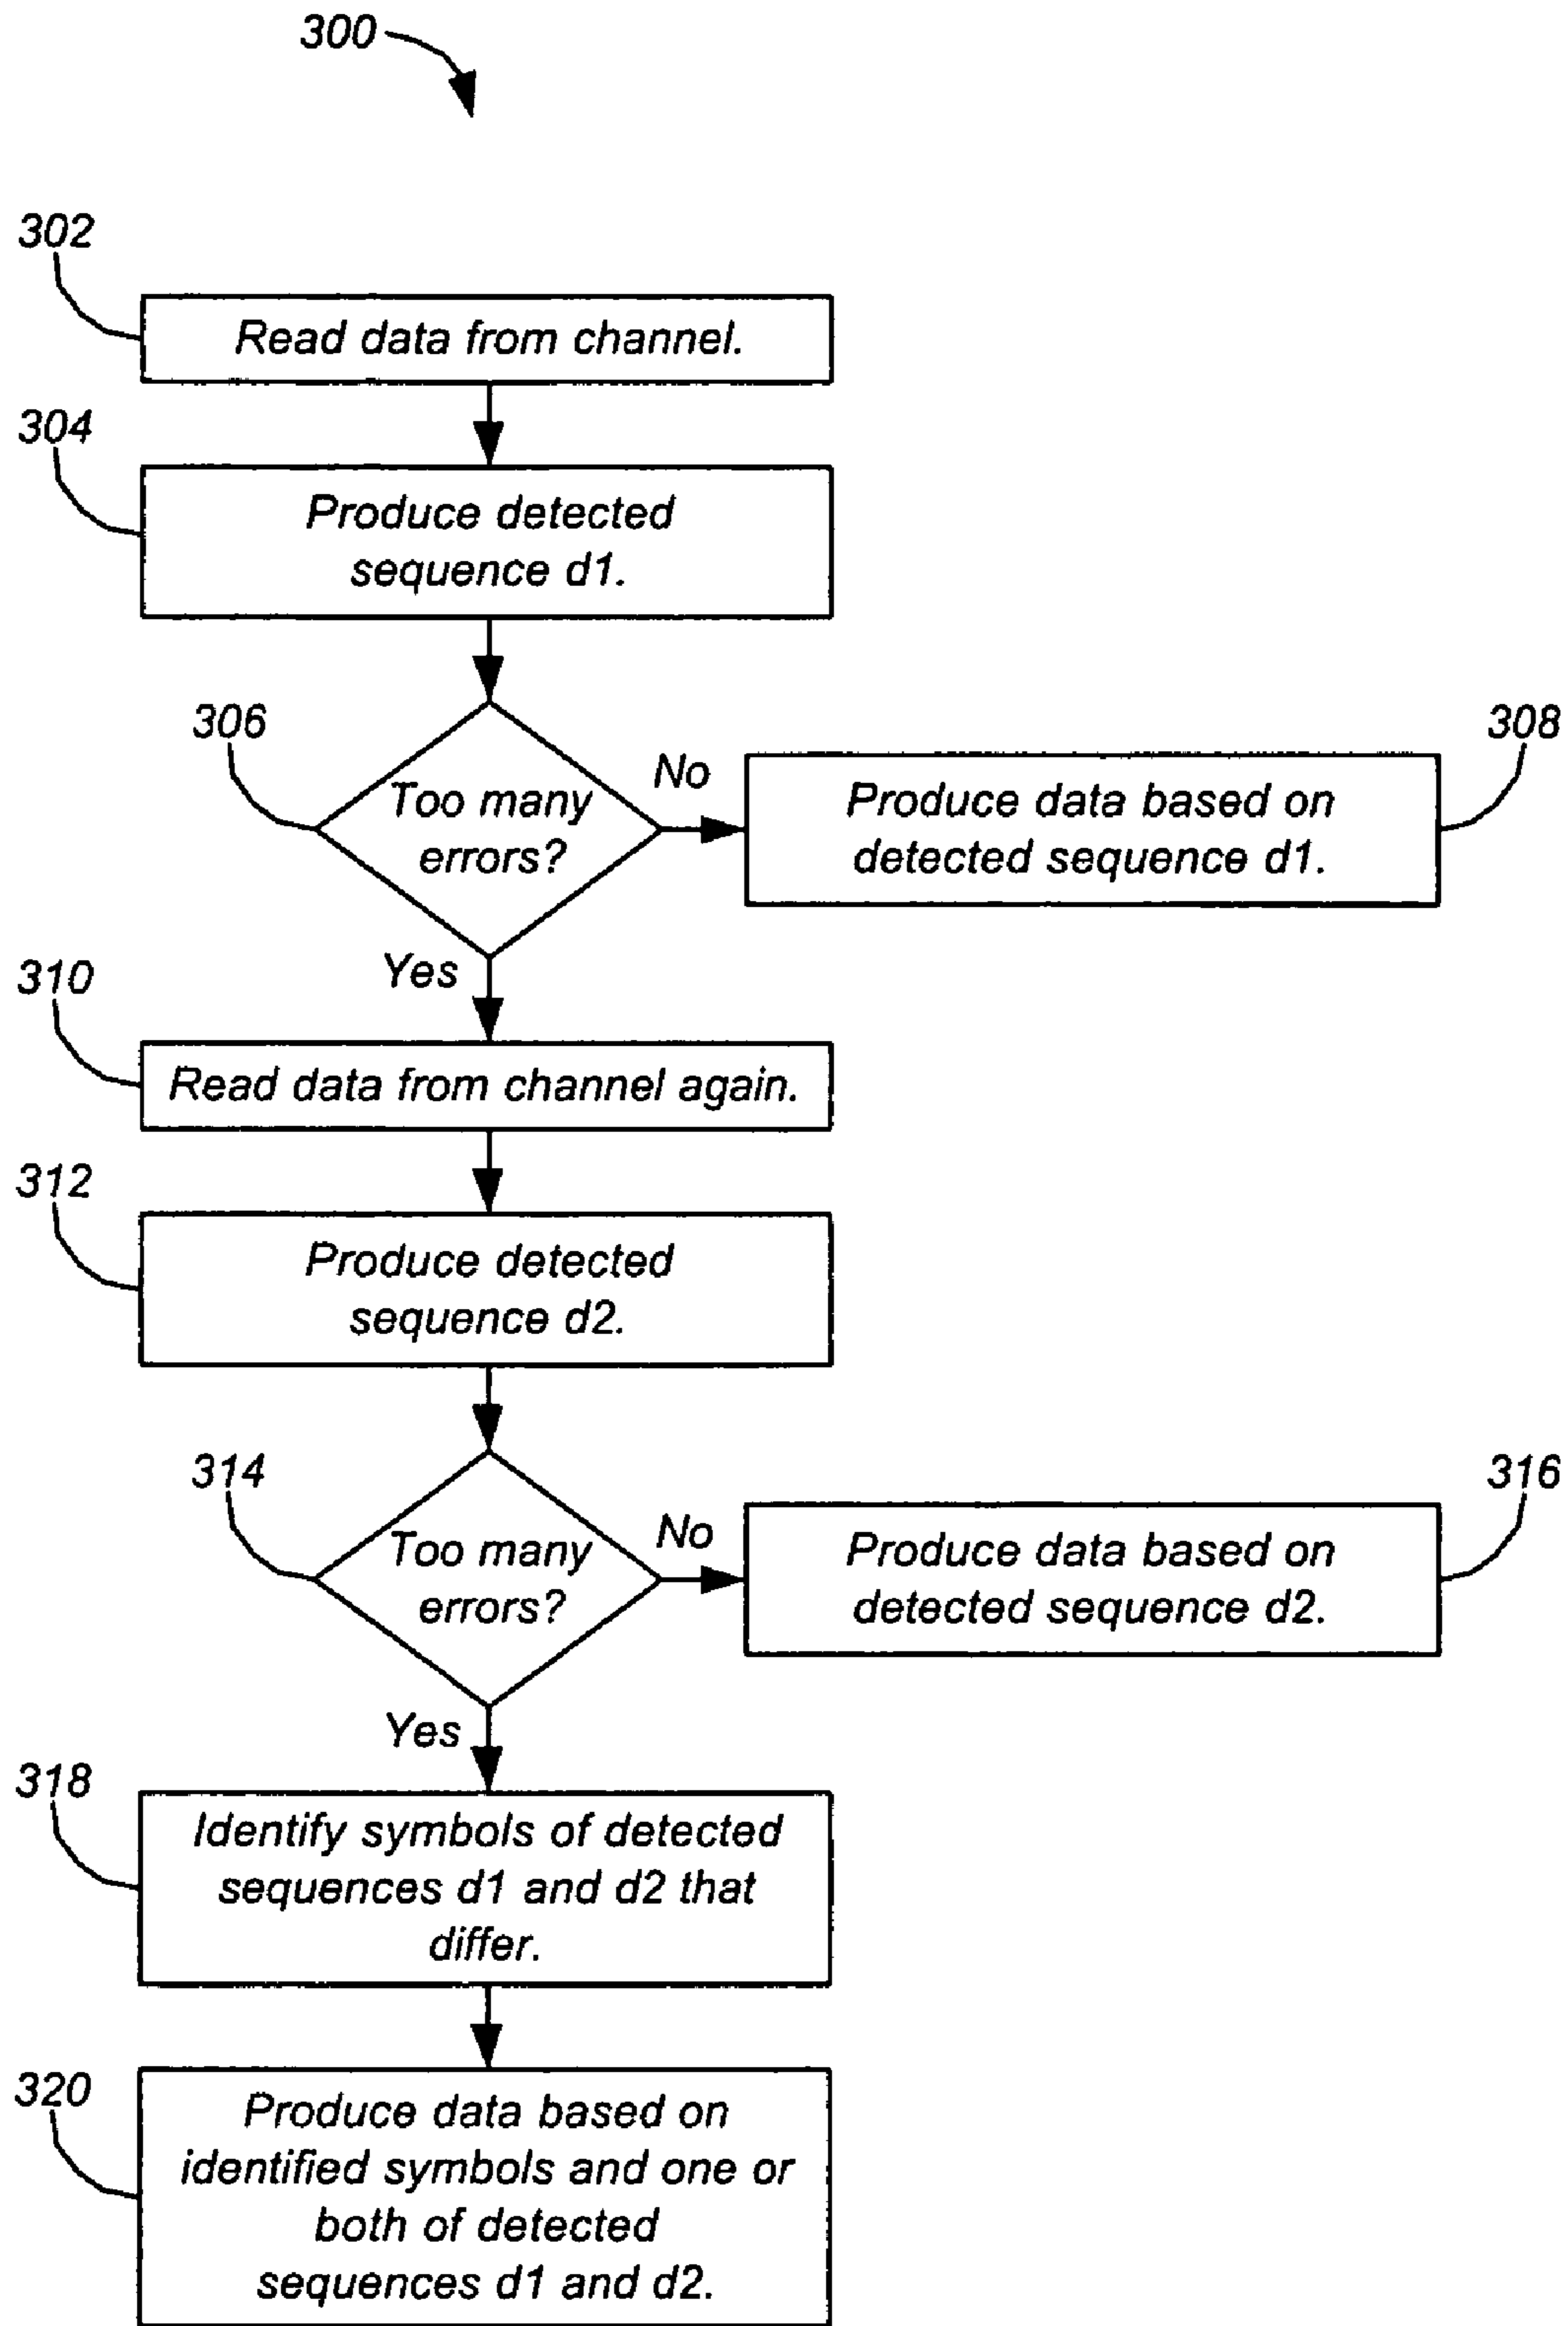 300
302
Read data from channel.
304
Produce detected
sequence d1.
306
Too many
errors?
No
308
Produce data based on
detected sequence d1.
Yes
310
Read data from channel again.
312
Produce detected
sequence d2.
314
Too many
errors?
No
316
Produce data based on
detected sequence d2.
Yes
318
Identify symbols of detected
sequences d1 and d2 that
differ.
320
Produce data based on
identified symbols and one or
both of detected
sequences d1 and d2.